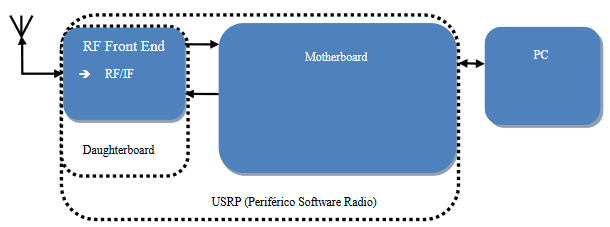 RF Front End
➔ RF/IF
Daughterboard
Motherboard
PC
USRP (Periférico Software Radio)